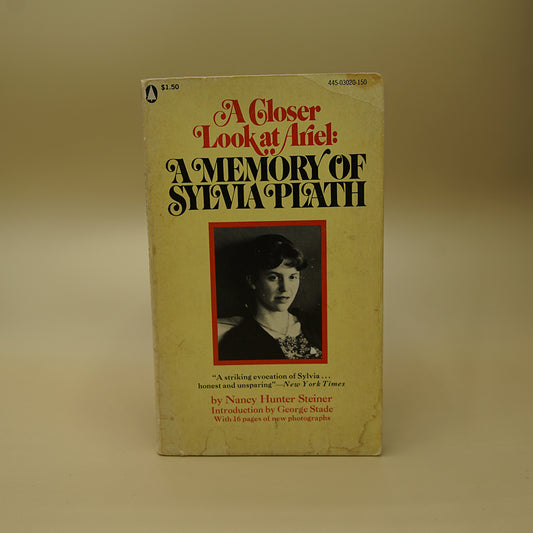 $1.50
445-03020-150
A Closer
Look at Ariel:
A MEMORY OF
SYLVIA PLATH
"A striking evocation of Sylvia ...
honest and unsparing"—New York Times
by Nancy Hunter Steiner
Introduction by George Stade
With 16 pages of new photographs